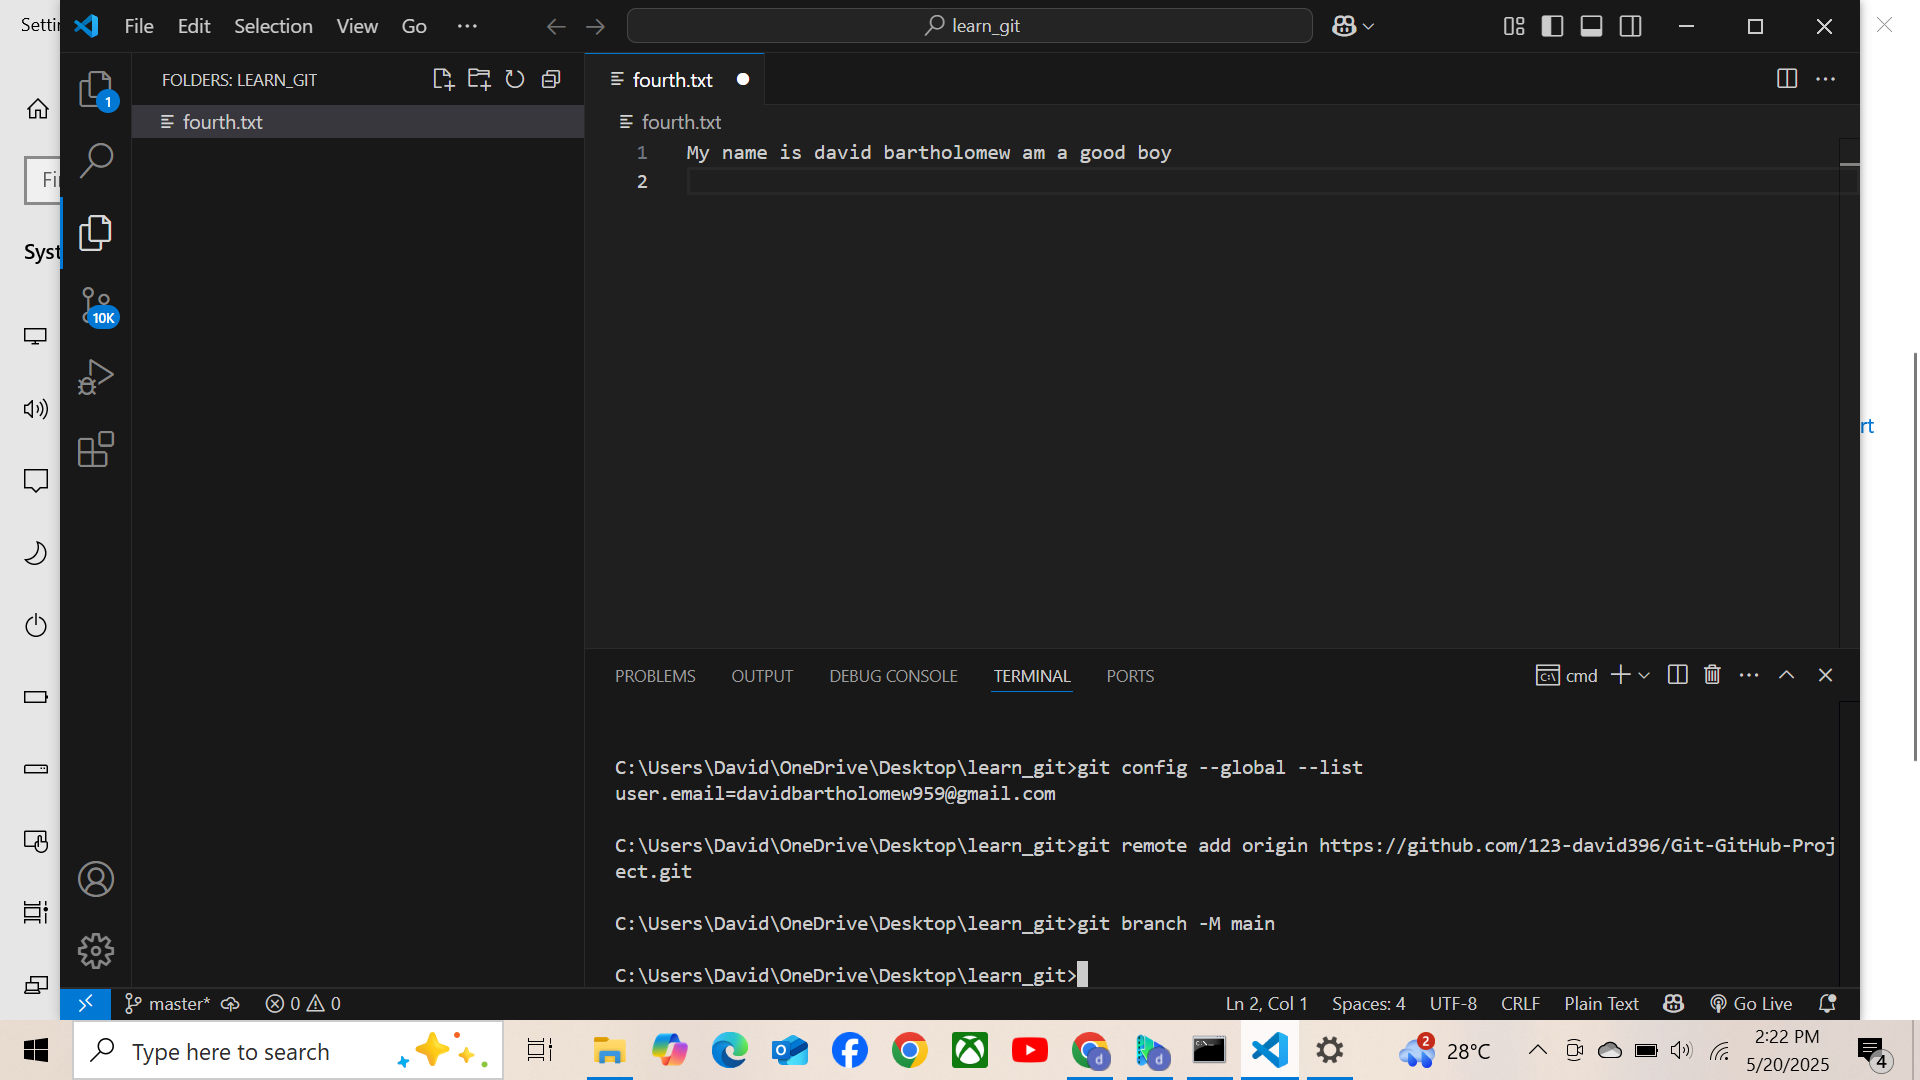 Setti
File Edit Selection View Go ··· learn_git
FOLDERS: LEARN_GIT
fourth.txt
1
fourth.txt
fourth.txt
Fi
Syst
10K
1 My name is david bartholomew am a good boy
2
rt
PROBLEMS OUTPUT DEBUG CONSOLE TERMINAL PORTS
cmd
C:\Users\David\OneDrive\Desktop\learn_git>git config --global --list
user.email=davidbartholomew959@gmail.com
C:\Users\David\OneDrive\Desktop\learn_git>git remote add origin https://github.com/123-david396/Git-GitHub-Proj
ect.git
C:\Users\David\OneDrive\Desktop\learn_git>git branch -M main
C:\Users\David\OneDrive\Desktop\learn_git>
master* 0 0 Ln 2, Col 1 Spaces: 4 UTF-8 CRLF Plain Text Go Live
Type here to search
d
d
2
28°C
2:22 PM
5/20/2025
4